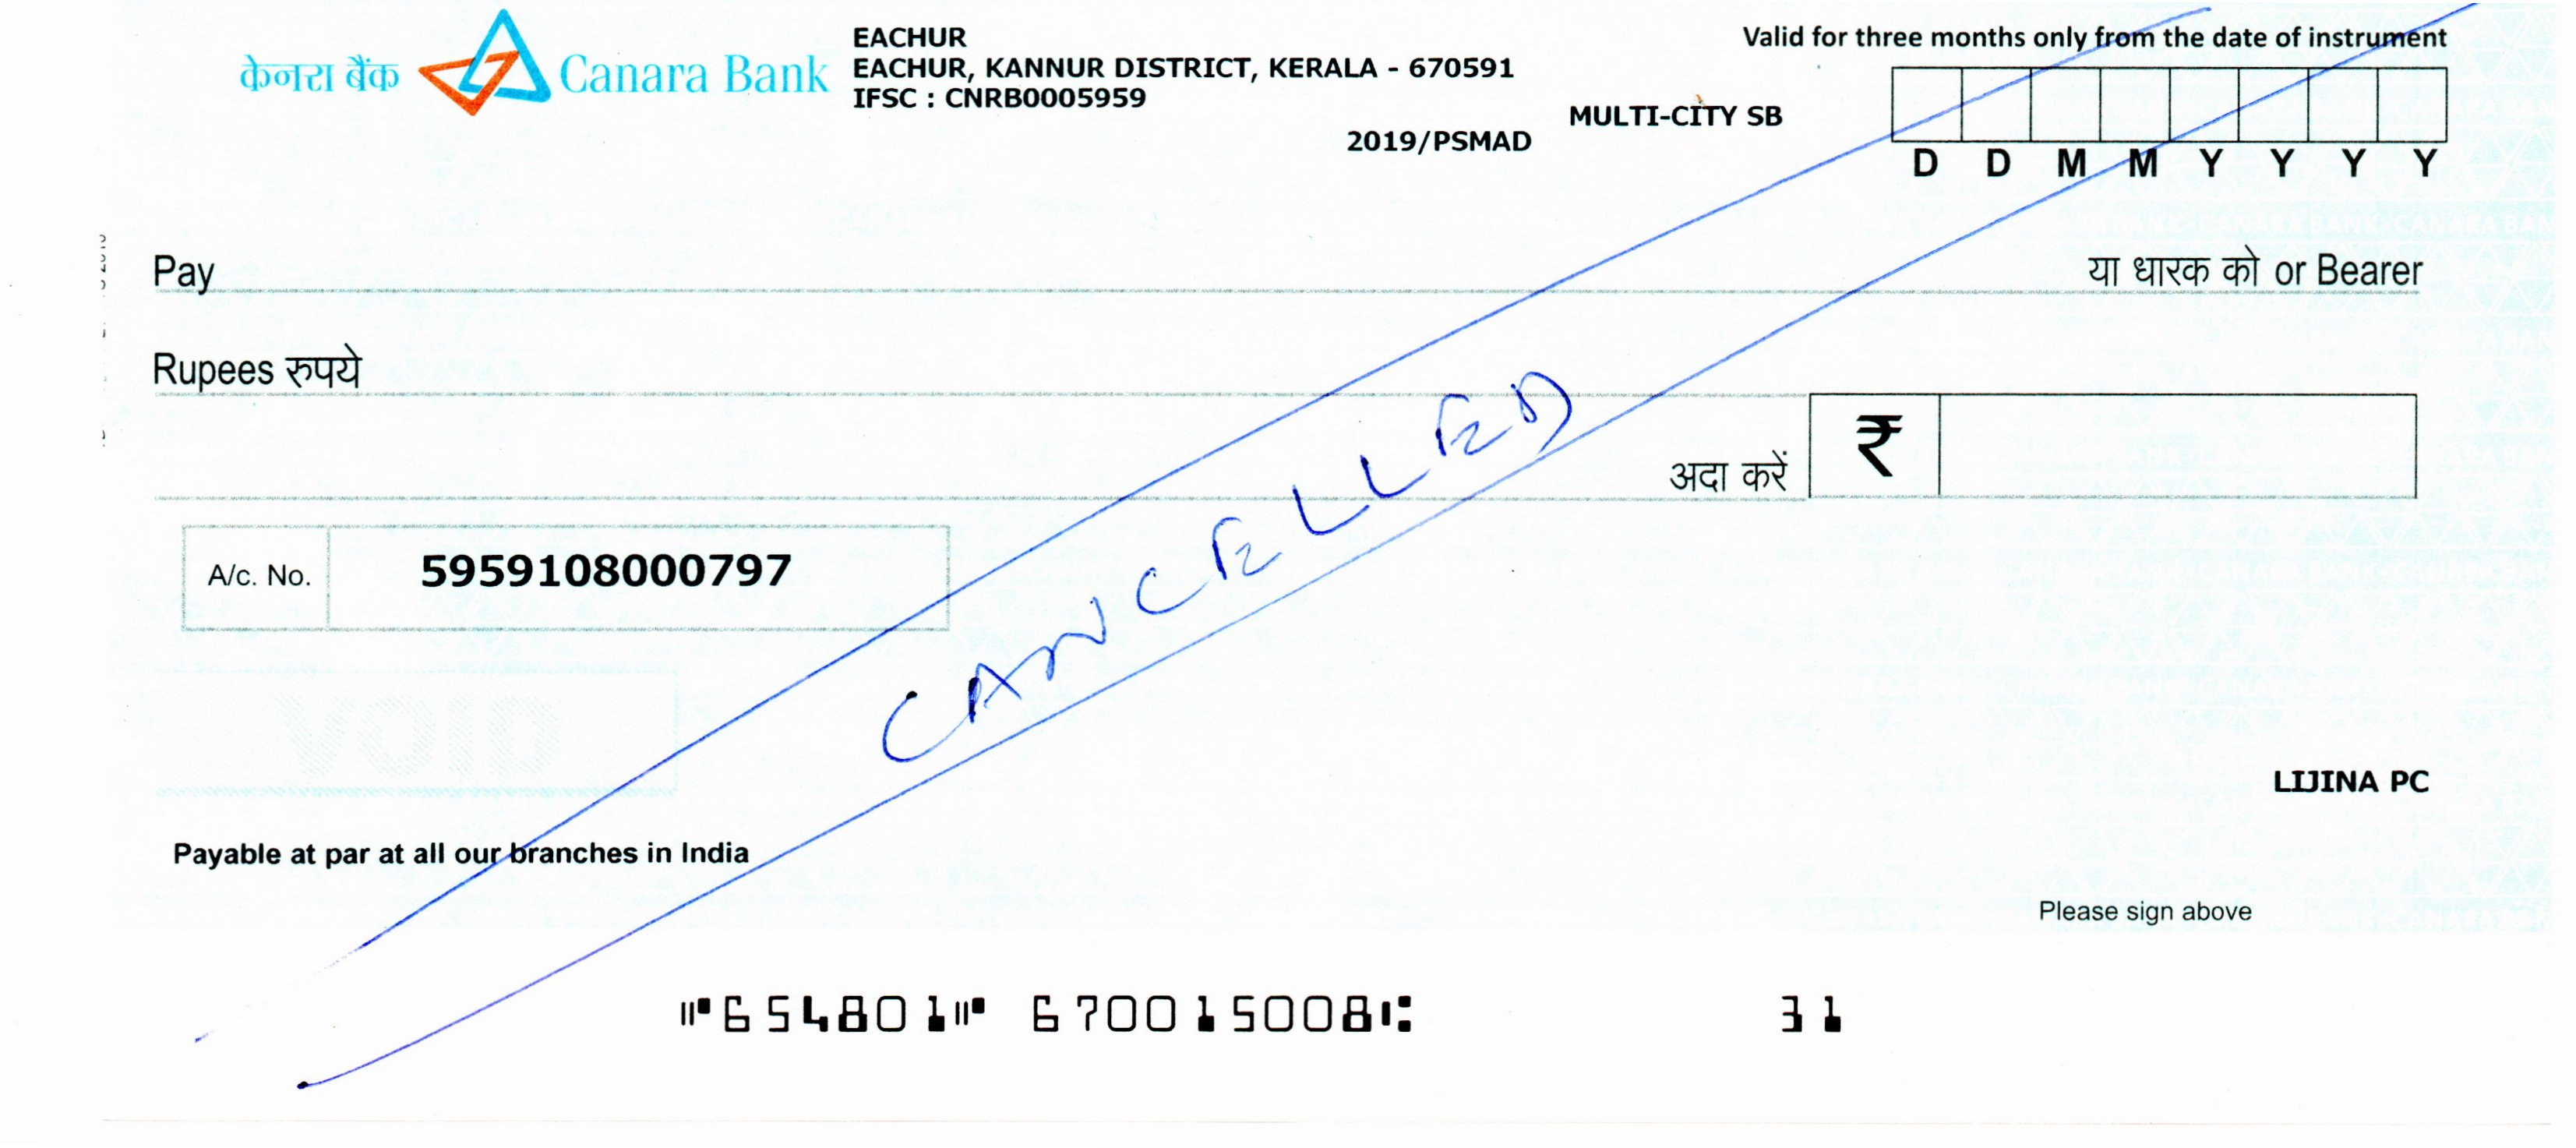 केनरा बैंक Canara Bank
EACHUR
EACHUR, KANNUR DISTRICT, KERALA - 670591
IFSC : CNRB0005959
2019/PSMAD
MULTI-CITY SB
Valid for three months only from the date of instrument
D D M M Y Y Y Y
Pay
या धारक को or Bearer
Rupees रुपये
अदा करें ₹
A/c. No. 5959108000797
CANCELLED
VOID
LIJINA PC
Payable at par at all our branches in India
Please sign above
⑈654801⑈ 670015008⑆ 31